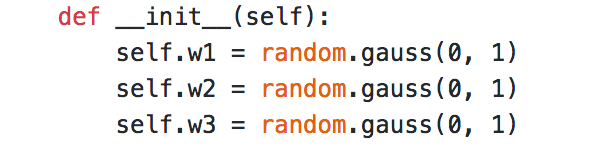 def __init__(self):
    self.w1 = random.gauss(0, 1)
    self.w2 = random.gauss(0, 1)
    self.w3 = random.gauss(0, 1)